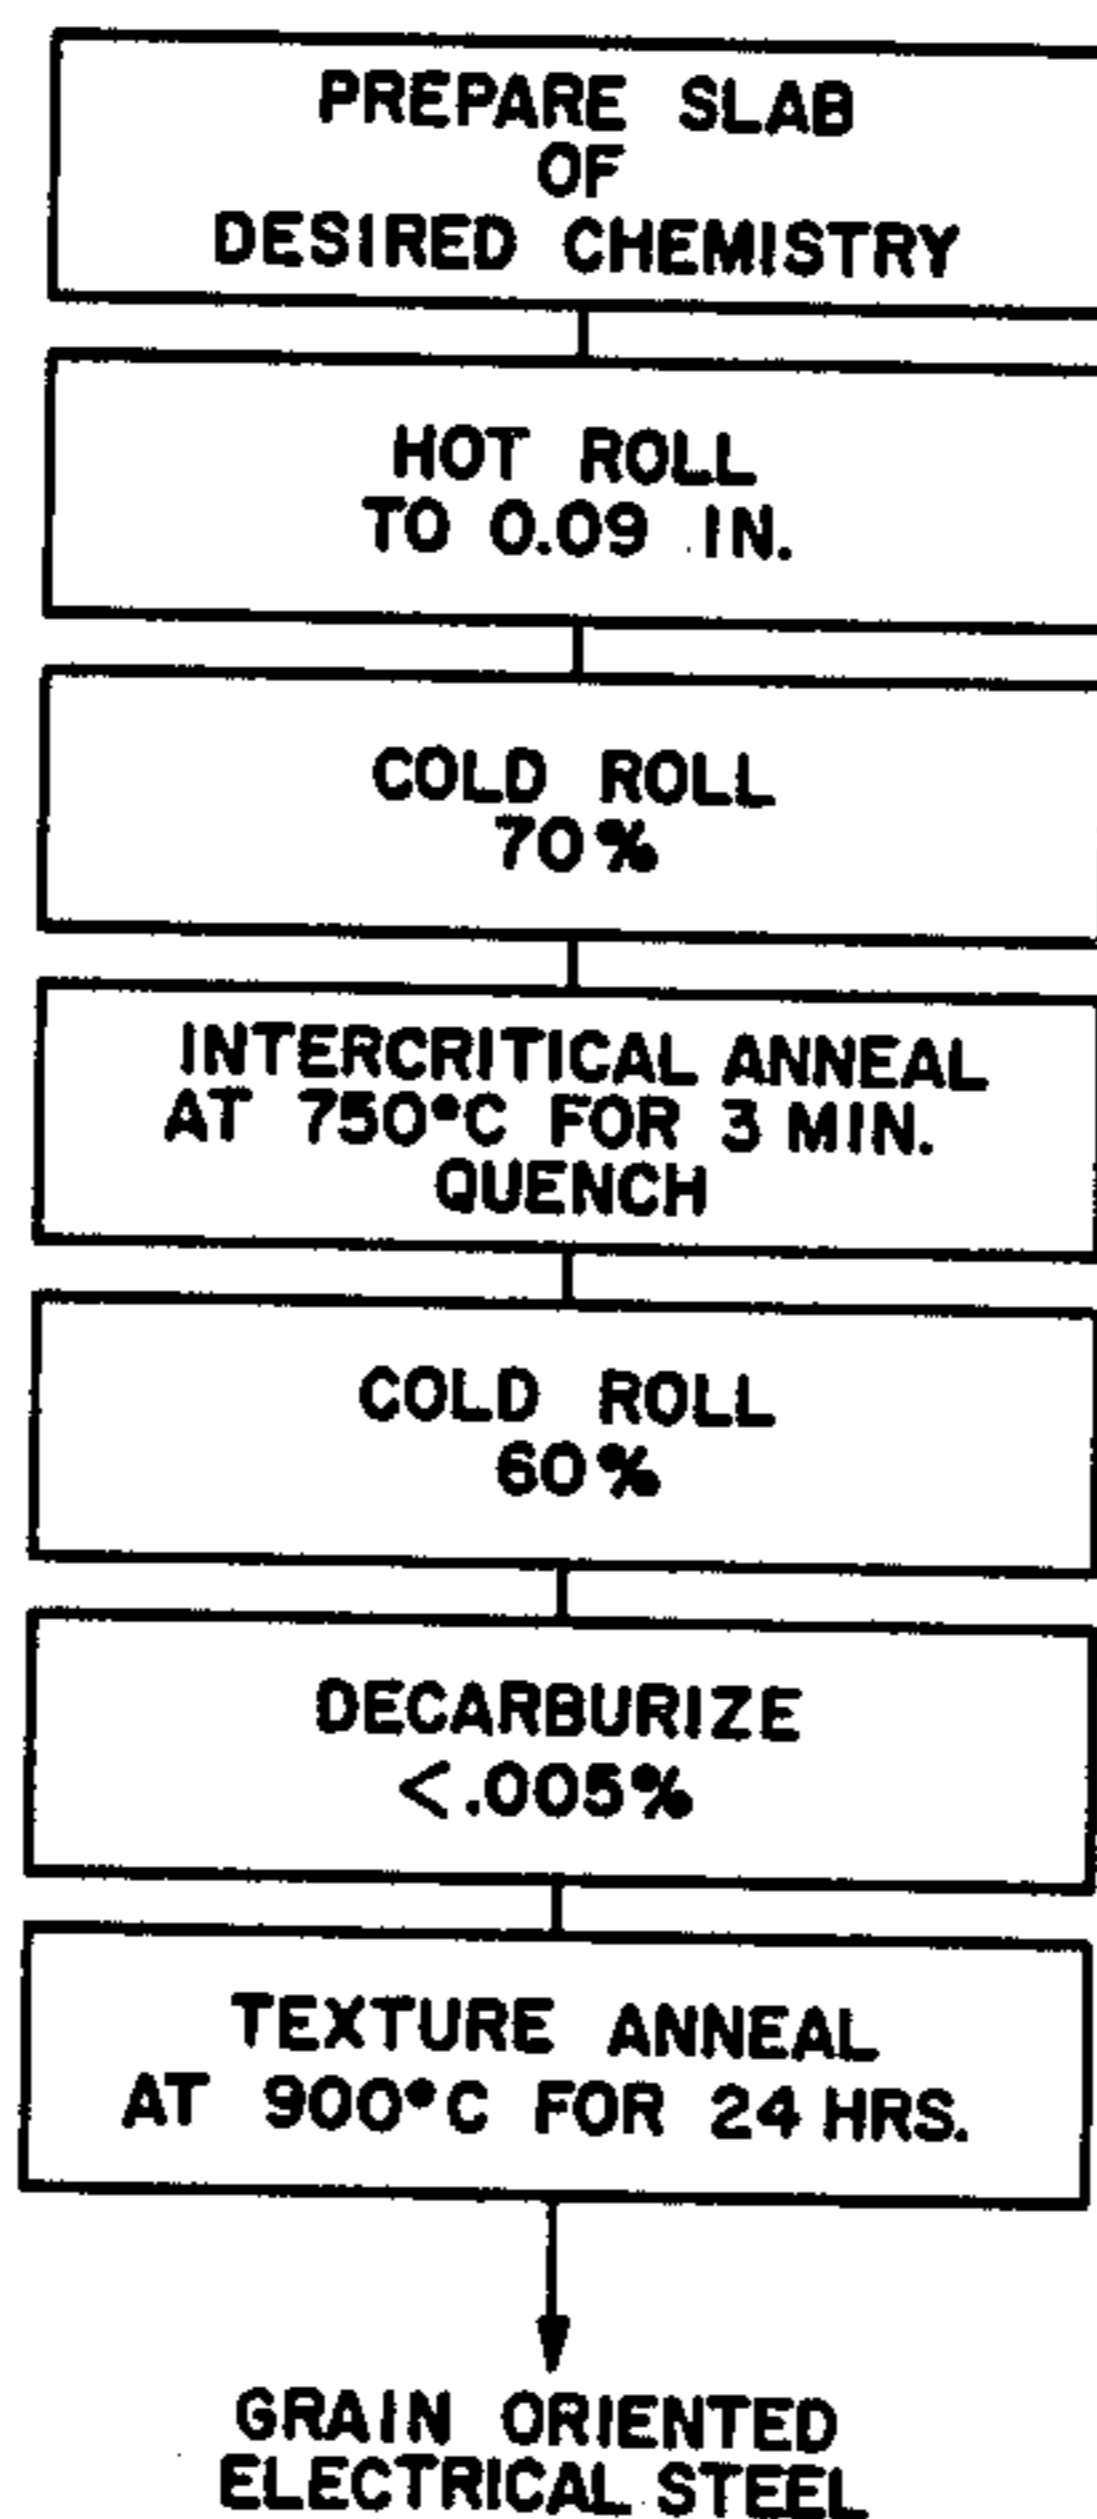 PREPARE SLAB
OF
DESIRED CHEMISTRY
HOT ROLL
TO 0.09 IN.
COLD ROLL
70%
INTERCRITICAL ANNEAL
AT 750°C FOR 3 MIN.
QUENCH
COLD ROLL
60%
DECARBURIZE
<.005%
TEXTURE ANNEAL
AT 900°C FOR 24 HRS.
GRAIN ORIENTED
ELECTRICAL STEEL